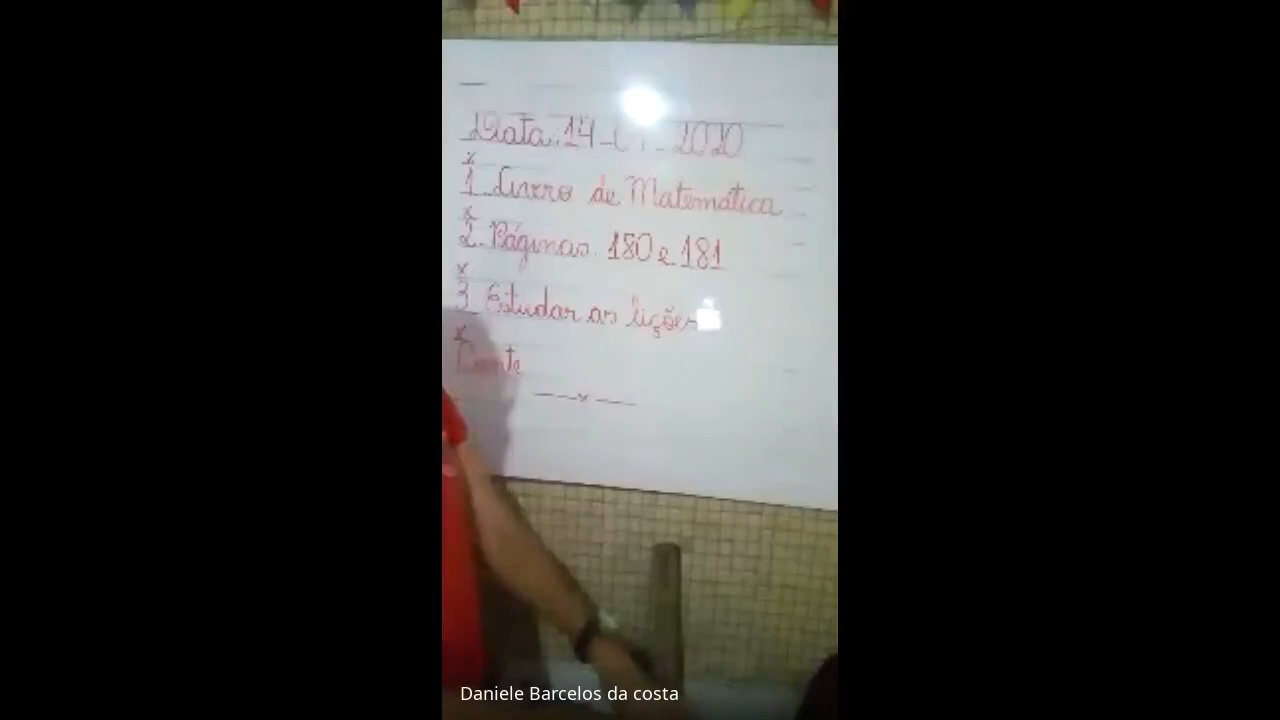 Data: 14-0 - 2020
x
1 Livro de Matemática
x
2. Páginas. 180 e 181
x
3 Estudar as lições
x
— x —
Daniele Barcelos da costa